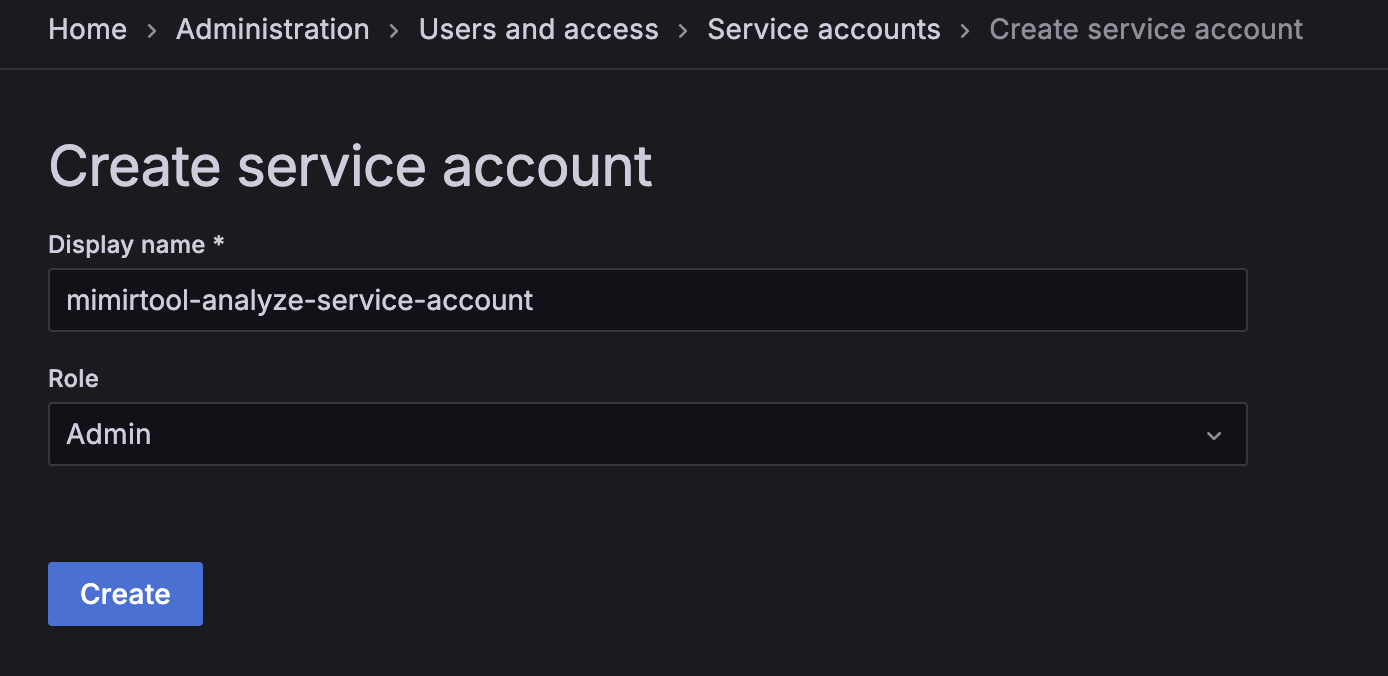 Home › Administration › Users and access › Service accounts › Create service account
Create service account
Display name *
mimirtool-analyze-service-account
Role
Admin
Create